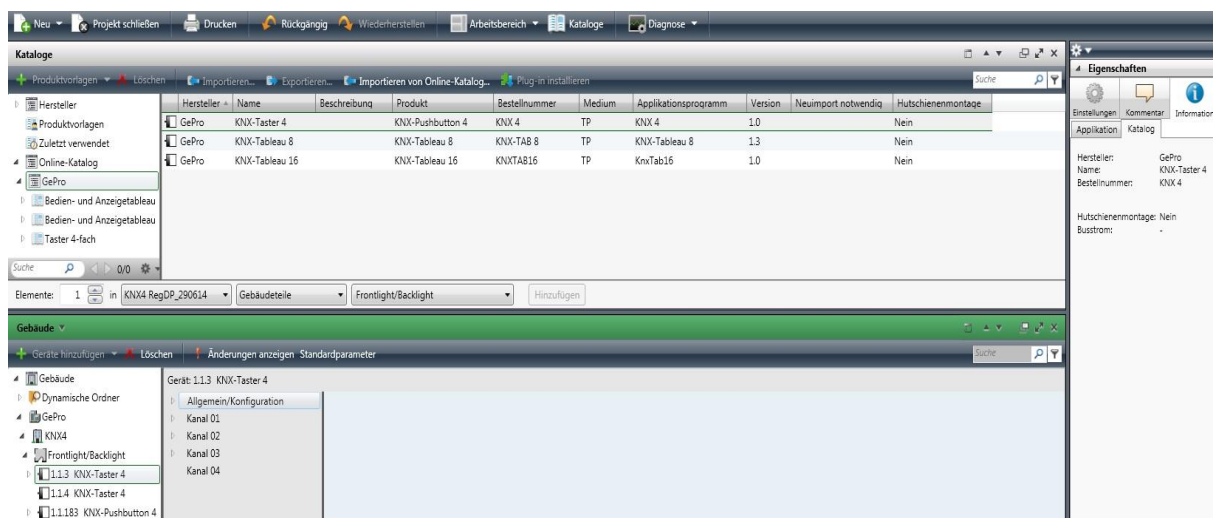 Neu Projekt schließen Drucken Rückgängig Wiederherstellen Arbeitsbereich Kataloge Diagnose
Kataloge
Produktvorlagen Löschen Importieren... Exportieren... Importieren von Online-Katalog... Plug-in installieren Suche
Hersteller
Produktvorlagen
Zuletzt verwendet
Online-Katalog
GePro
Bedien- und Anzeigetableau
Bedien- und Anzeigetableau
Taster 4-fach
Suche 0/0
Hersteller Name Beschreibung Produkt Bestellnummer Medium Applikationsprogramm Version Neuimport notwendig Hutschienenmontage
GePro KNX-Taster 4 KNX-Pushbutton 4 KNX 4 TP KNX 4 1.0 Nein
GePro KNX-Tableau 8 KNX-Tableau 8 KNX-TAB 8 TP KNX-Tableau 8 1.3 Nein
GePro KNX-Tableau 16 KNX-Tableau 16 KNXTAB16 TP KnxTab16 1.0 Nein
Elemente: 1 in KNX4 RegDP_290614 Gebäudeteile Frontlight/Backlight Hinzufügen
Gebäude
Geräte hinzufügen Löschen Änderungen anzeigen Standardparameter Suche
Gebäude
Dynamische Ordner
GePro
KNX4
Frontlight/Backlight
1.1.3 KNX-Taster 4
1.1.4 KNX-Taster 4
1.1.183 KNX-Pushbutton 4
Gerät: 1.1.3 KNX-Taster 4
Allgemein/Konfiguration
Kanal 01
Kanal 02
Kanal 03
Kanal 04
Eigenschaften
Einstellungen Kommentar Information
Applikation Katalog
Hersteller: GePro
Name: KNX-Taster 4
Bestellnummer: KNX 4
Hutschienenmontage: Nein
Busstrom: -